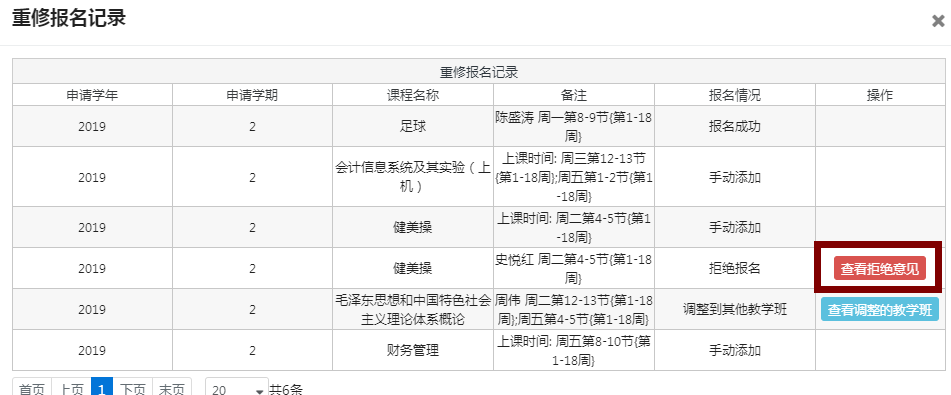 重修报名记录
×
重修报名记录
申请学年 申请学期 课程名称 备注 报名情况 操作
2019 2 足球 陈盛涛 周一第8-9节{第1-18
周} 报名成功
2019 2 会计信息系统及其实验（上
机） 上课时间: 周三第12-13节
{第1-18周};周五第1-2节{第1
-18周} 手动添加
2019 2 健美操 上课时间: 周二第4-5节{第1
-18周} 手动添加
2019 2 健美操 史悦红 周二第4-5节{第1-18
周} 拒绝报名 查看拒绝意见
2019 2 毛泽东思想和中国特色社会
主义理论体系概论 周伟 周二第12-13节{第1-18
周};周五第4-5节{第1-18周} 调整到其他教学班 查看调整的教学班
2019 2 财务管理 上课时间: 周五第8-10节{第
1-18周} 手动添加
首页 上页 1 下页 末页 20 共6条